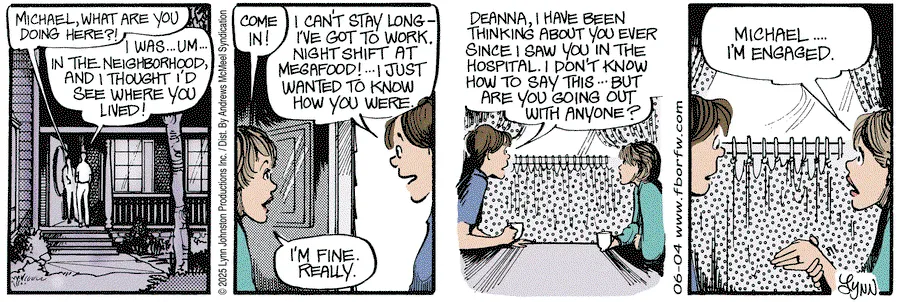 MICHAEL, WHAT ARE YOU
DOING HERE?!
I WAS...UM...
IN THE NEIGHBORHOOD,
AND I THOUGHT I'D
SEE WHERE YOU
LIVED!
© 2025 Lynn Johnston Productions Inc. / Dist. By Andrews McMeel Syndication
COME
IN!
I CAN'T STAY LONG-
I'VE GOT TO WORK.
NIGHT SHIFT AT
MEGAFOOD!...I JUST
WANTED TO KNOW
HOW YOU WERE.
I'M FINE.
REALLY.
DEANNA, I HAVE BEEN
THINKING ABOUT YOU EVER
SINCE I SAW YOU IN THE
HOSPITAL. I DON'T KNOW
HOW TO SAY THIS...BUT
ARE YOU GOING OUT
WITH ANYONE?
06-04 www.fborfw.com
MICHAEL....
I'M ENGAGED.
LYNN